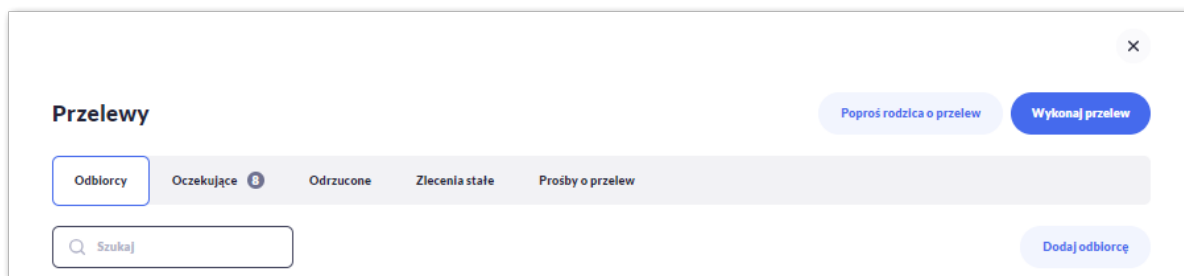 Przelewy
Poproś rodzica o przelew
Wykonaj przelew
Odbiorcy
Oczekujące 8
Odrzucone
Zlecenia stałe
Prośby o przelew
Szukaj
Dodaj odbiorcę